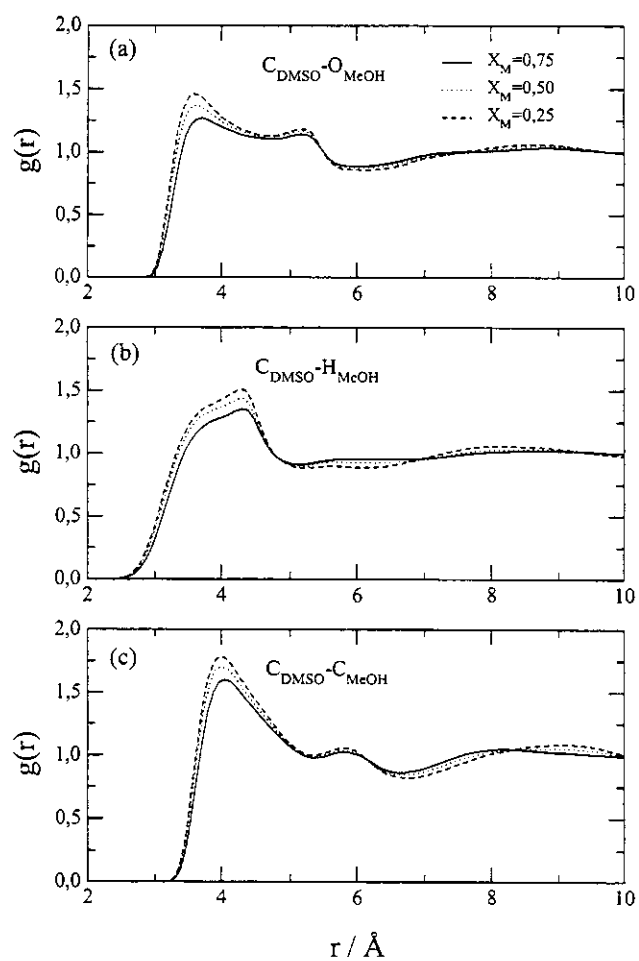 (a)
C_DMSO-O_MeOH
X_M=0,75
X_M=0,50
X_M=0,25
g(r)
2,0
1,5
1,0
0,5
0,0
2 4 6 8 10
(b)
C_DMSO-H_MeOH
g(r)
2,0
1,5
1,0
0,5
0,0
2 4 6 8 10
(c)
C_DMSO-C_MeOH
g(r)
2,0
1,5
1,0
0,5
0,0
2 4 6 8 10
r / Å